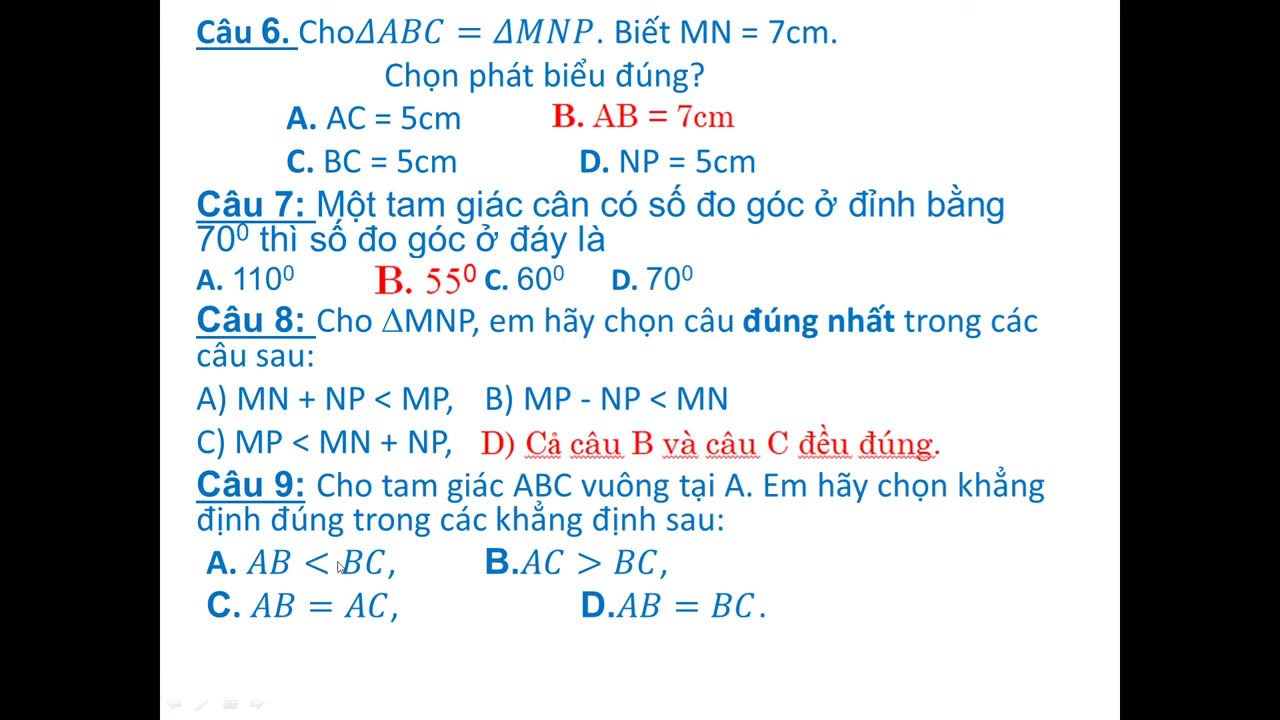 Câu 6. Cho𝛥𝐴𝐵𝐶 = 𝛥𝑀𝑁𝑃. Biết MN = 7cm.
Chọn phát biểu đúng?
A. AC = 5cm B. AB = 7cm
C. BC = 5cm D. NP = 5cm
Câu 7: Một tam giác cân có số đo góc ở đỉnh bằng
70⁰ thì số đo góc ở đáy là
A. 110⁰ B. 55⁰ C. 60⁰ D. 70⁰
Câu 8: Cho ∆MNP, em hãy chọn câu đúng nhất trong các
câu sau:
A) MN + NP < MP, B) MP - NP < MN
C) MP < MN + NP, D) Cả câu B và câu C đều đúng.
Câu 9: Cho tam giác ABC vuông tại A. Em hãy chọn khẳng
định đúng trong các khẳng định sau:
A. 𝐴𝐵 < 𝐵𝐶, B.𝐴𝐶 > 𝐵𝐶,
C. 𝐴𝐵 = 𝐴𝐶, D.𝐴𝐵 = 𝐵𝐶.